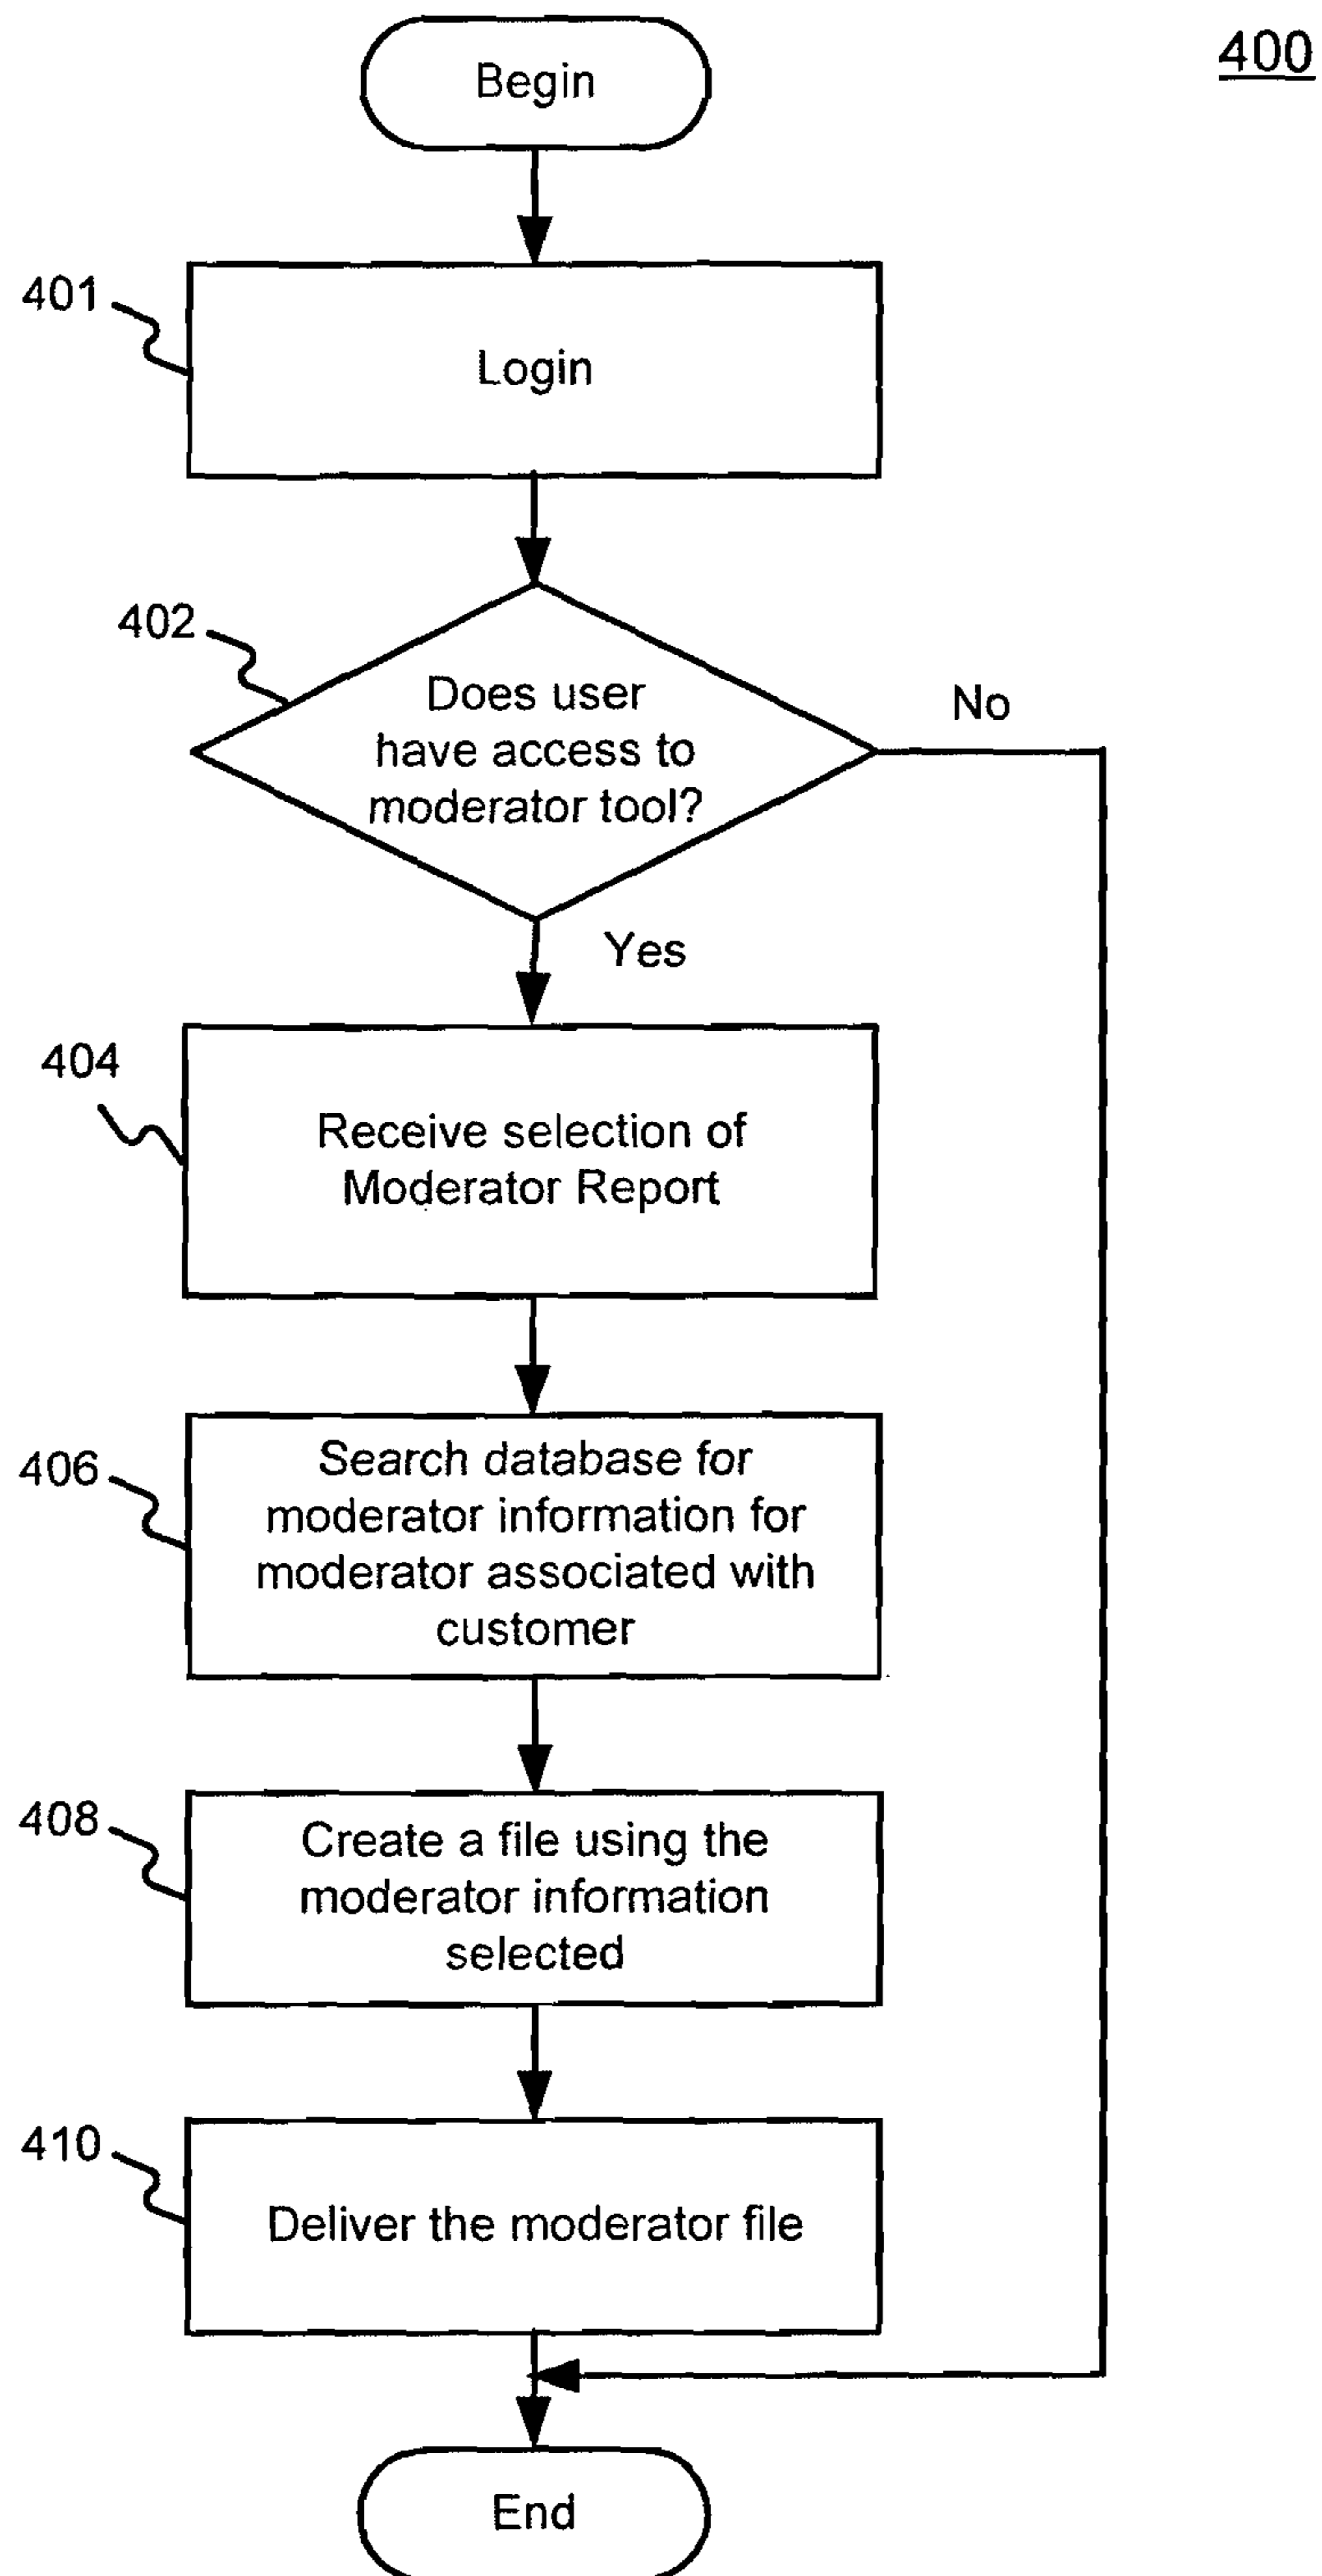 400
Begin
401
Login
402
Does user
have access to
moderator tool?
No
Yes
404
Receive selection of
Moderator Report
406
Search database for
moderator information for
moderator associated with
customer
408
Create a file using the
moderator information
selected
410
Deliver the moderator file
End